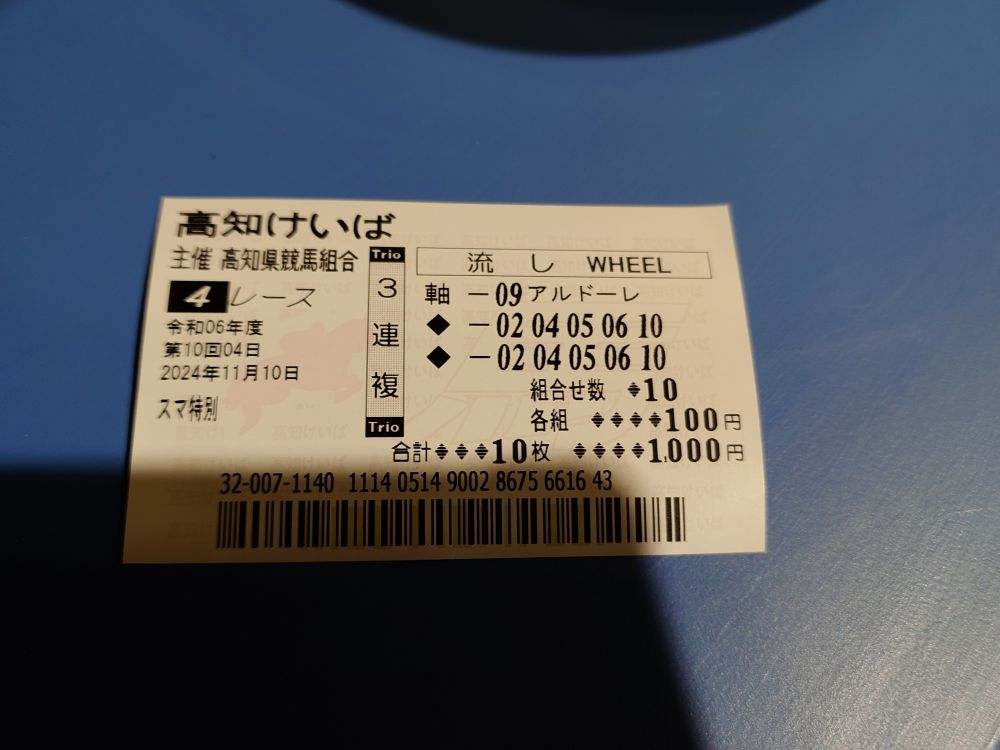 高知けいば
主催 高知県競馬組合
4レース
令和06年度
第10回04日
2024年11月10日
スマ特別
Trio
3連複
Trio
流し WHEEL
軸 ー09アルドーレ
◆ ー02 04 05 06 10
◆ ー02 04 05 06 10
組合せ数 10
各組 100円
合計 10枚 1,000円
32-007-1140 1114 0514 9002 8675 6616 43